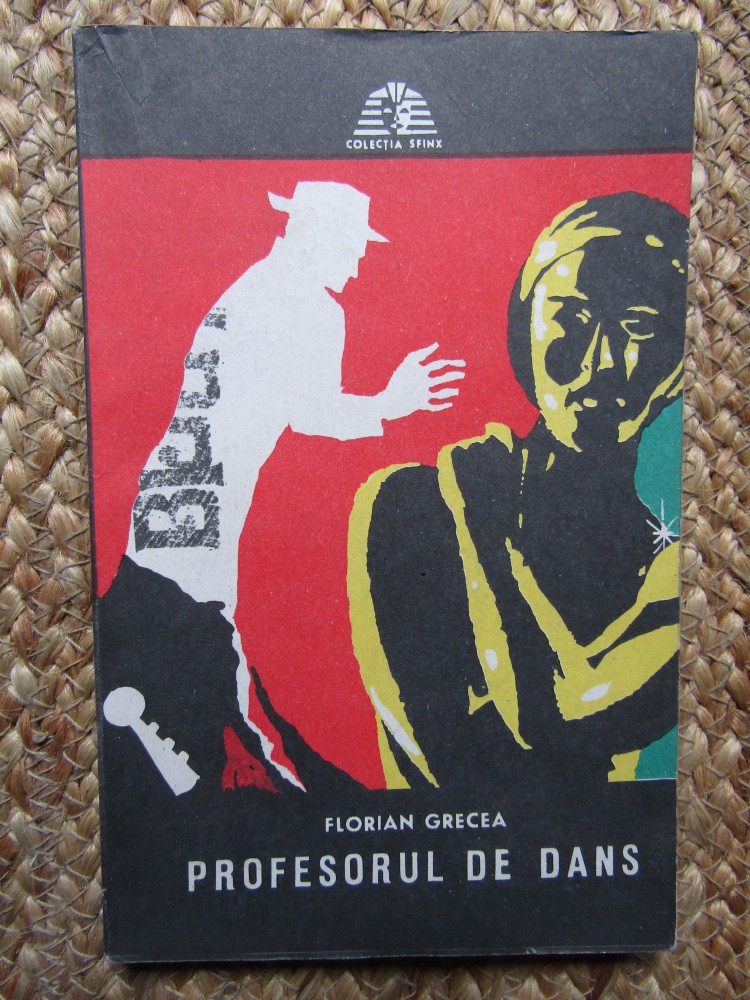 COLECȚIA SFINX
FLORIAN GRECEA
PROFESORUL DE DANS